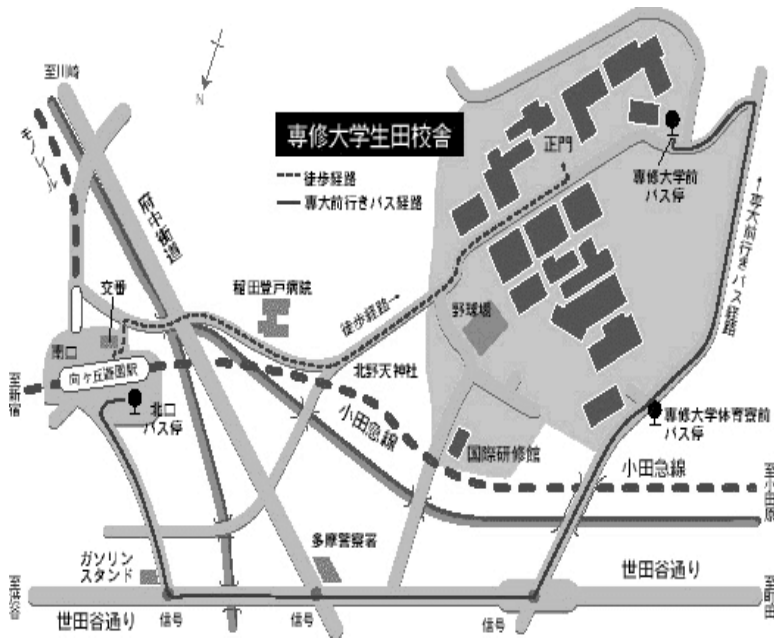 至川崎
モノレール
N
専修大学生田校舎
徒歩経路
専大前行きバス経路
正門
専修大学前
バス停
↑専大前行きバス経路
府中街道
稲田登戸病院
徒歩経路→
野球場
交番
南口
向ヶ丘遊園駅
至新宿
北口
バス停
北野天神社
小田急線
国際研修館
専修大学体育寮前
バス停
小田急線
至小田原
ガソリン
スタンド
多摩警察署
世田谷通り
至渋谷
世田谷通り
信号
信号
信号
至町田